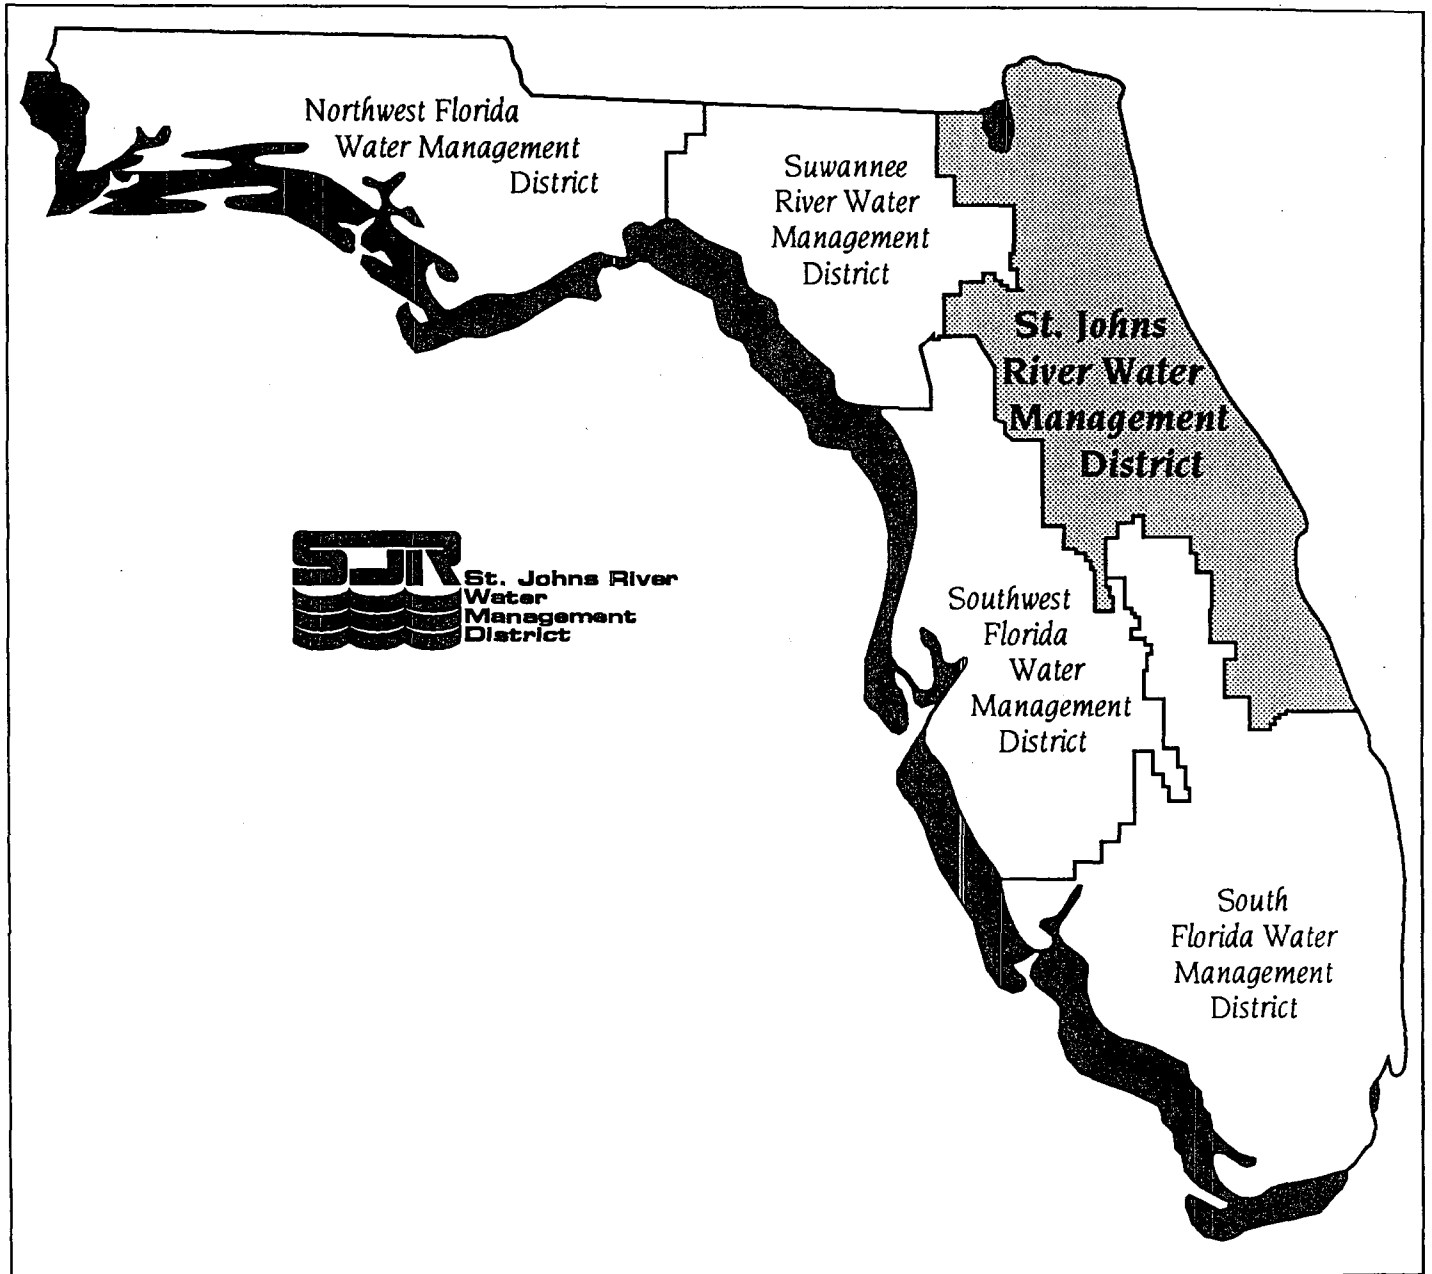 Northwest Florida
Water Management
District
Suwannee
River Water
Management
District
St. Johns
River Water
Management
District
SJR
St. Johns River
Water
Management
District
Southwest
Florida
Water
Management
District
South
Florida Water
Management
District